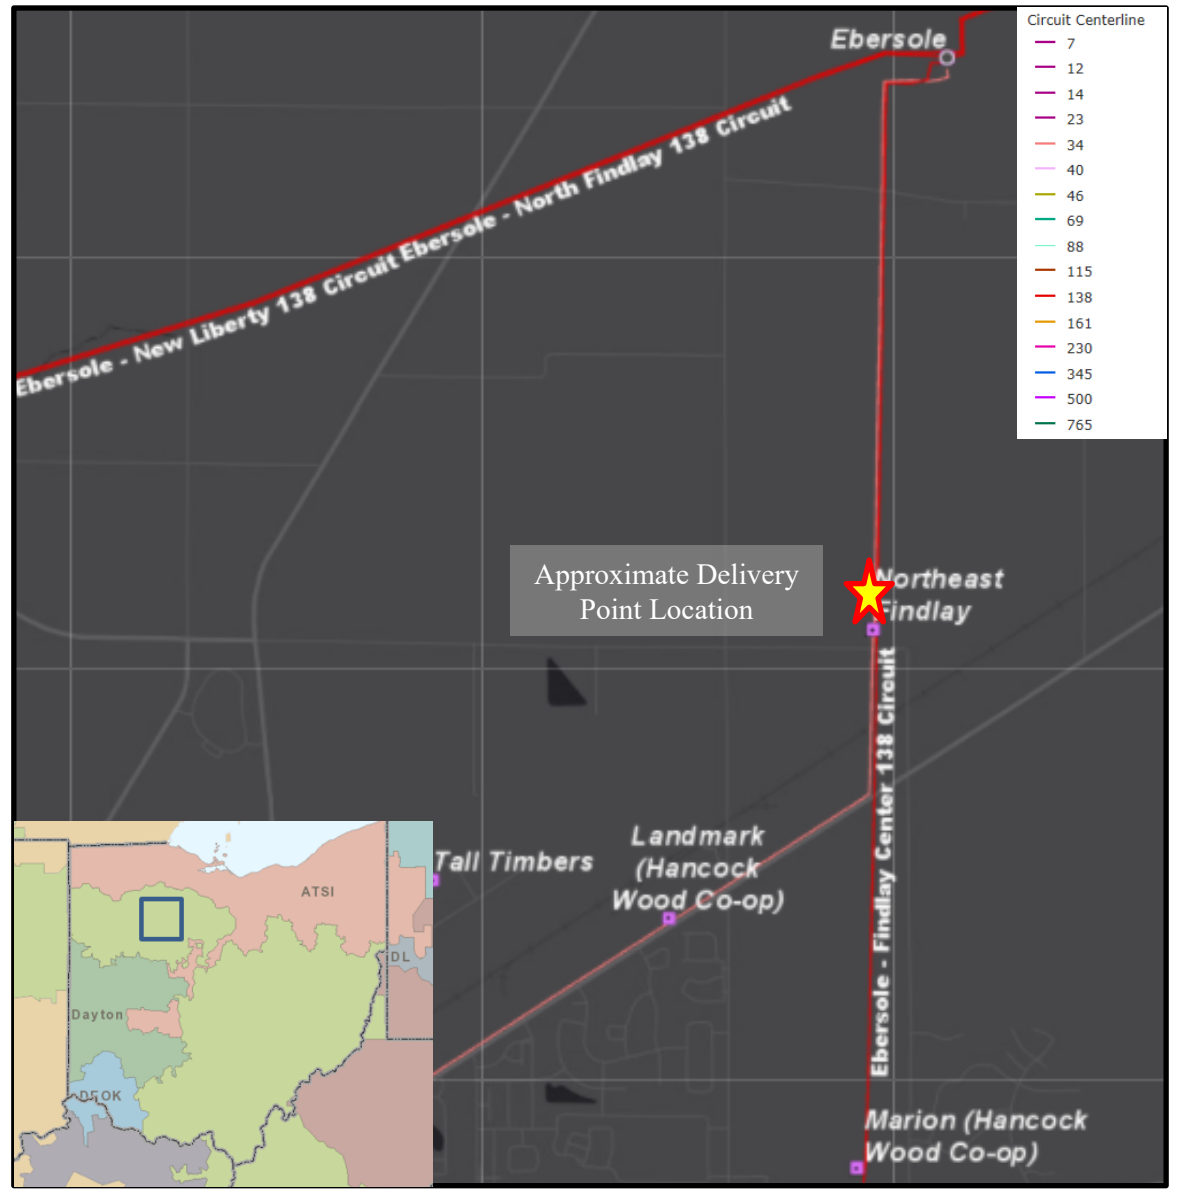 Circuit Centerline
7
12
14
23
34
40
46
69
88
115
138
161
230
345
500
765
Ebersole
Ebersole - North Findlay 138 Circuit
Ebersole - New Liberty 138 Circuit
Approximate Delivery
Point Location
Northeast
Findlay
Ebersole - Findlay Center 138 Circuit
Landmark
(Hancock
Wood Co-op)
Tall Timbers
Marion (Hancock
Wood Co-op)
ATSI
DL
Dayton
DEOK